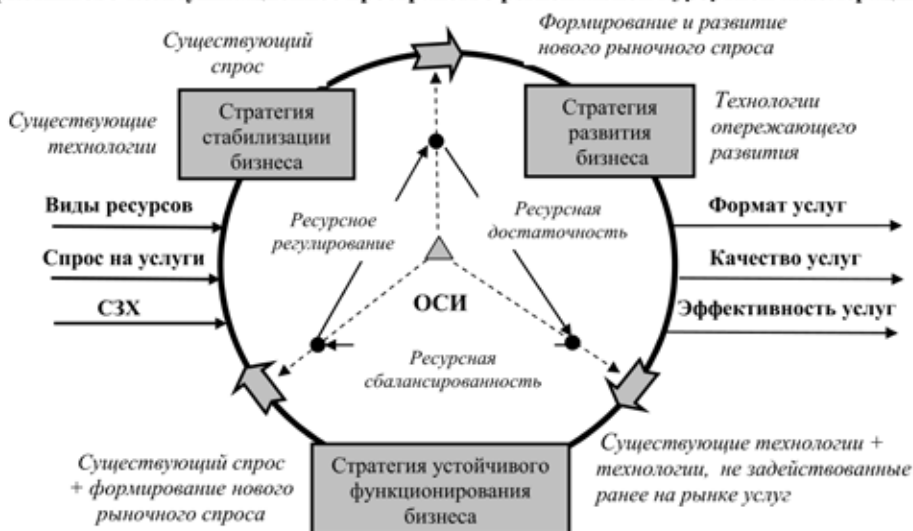 Формирование и развитие
нового рыночного спроса
Существующий
спрос
Стратегия
стабилизации
бизнеса
Стратегия
развития
бизнеса
Существующие
технологии
Технологии
опережающего
развития
Виды ресурсов
Спрос на услуги
СЗХ
Ресурсное
регулирование
Ресурсная
достаточность
ОСИ
Ресурсная
сбалансированность
Формат услуг
Качество услуг
Эффективность услуг
Существующий спрос
+ формирование нового
рыночного спроса
Стратегия устойчивого
функционирования
бизнеса
Существующие технологии +
технологии, не задействованные
ранее на рынке услуг